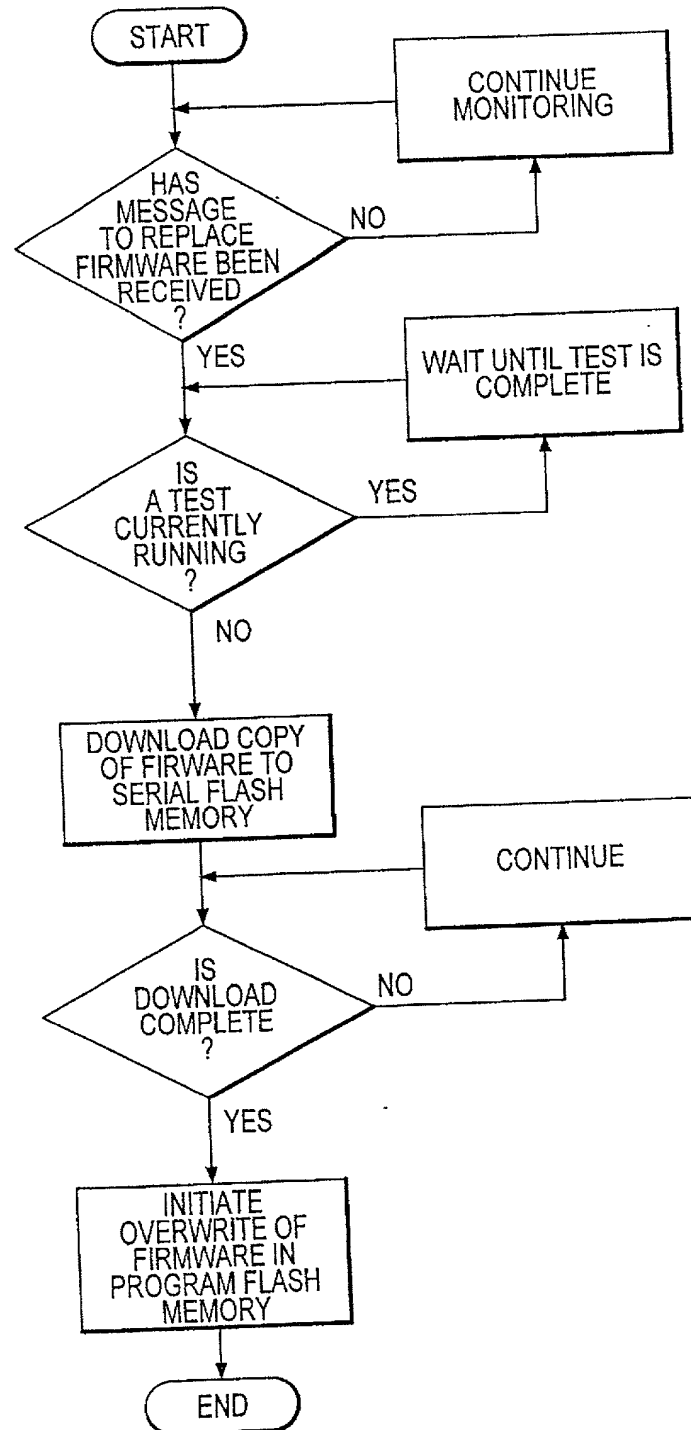 START
CONTINUE
MONITORING
HAS
MESSAGE
TO REPLACE
FIRMWARE BEEN
RECEIVED
?
NO
YES
WAIT UNTIL TEST IS
COMPLETE
IS
A TEST
CURRENTLY
RUNNING
?
YES
NO
DOWNLOAD COPY
OF FIRWARE TO
SERIAL FLASH
MEMORY
CONTINUE
IS
DOWNLOAD
COMPLETE
?
NO
YES
INITIATE
OVERWRITE OF
FIRMWARE IN
PROGRAM FLASH
MEMORY
END